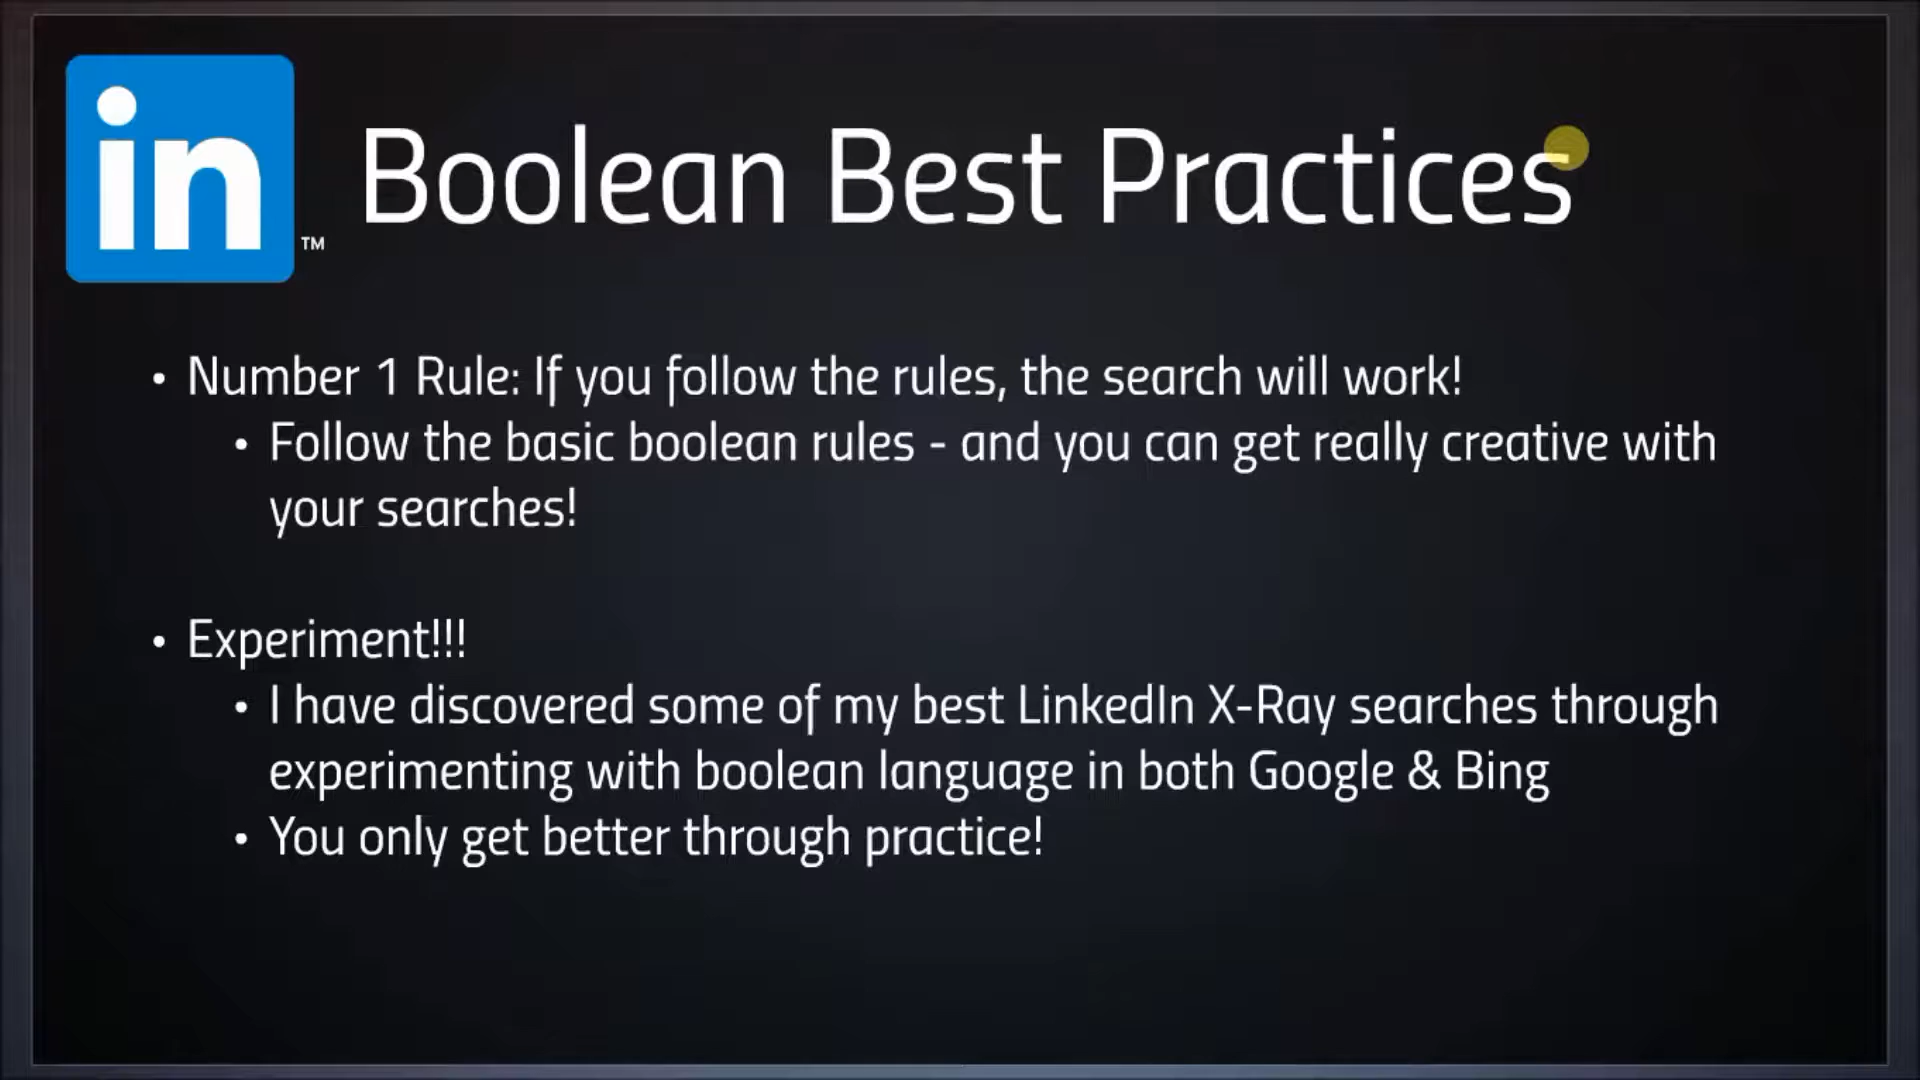 in ™
Boolean Best Practices
• Number 1 Rule: If you follow the rules, the search will work!
• Follow the basic boolean rules - and you can get really creative with
your searches!
• Experiment!!!
• I have discovered some of my best LinkedIn X-Ray searches through
experimenting with boolean language in both Google & Bing
• You only get better through practice!